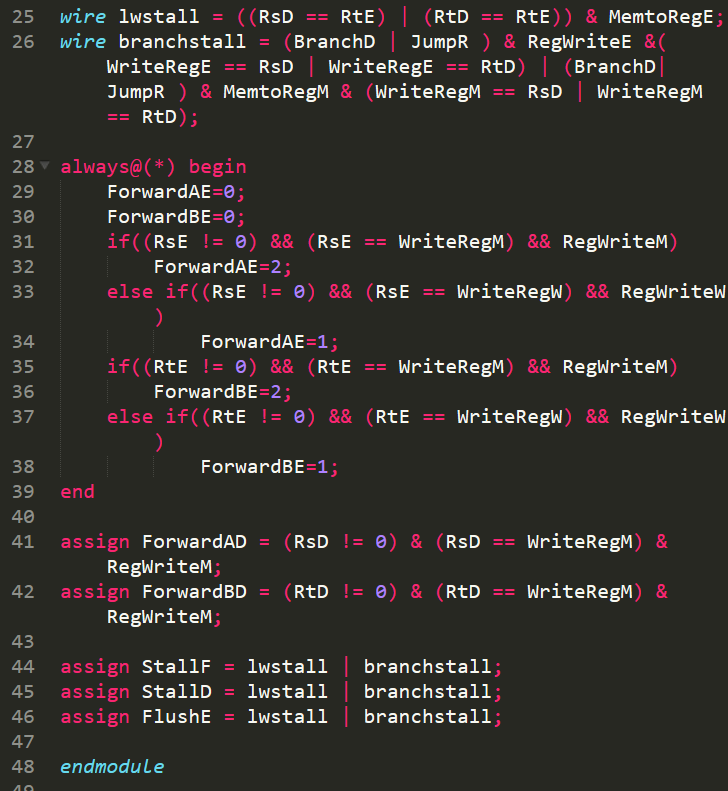 25 wire lwstall = ((RsD == RtE) | (RtD == RtE)) & MemtoRegE;
26 wire branchstall = (BranchD | JumpR ) & RegWriteE &(
WriteRegE == RsD | WriteRegE == RtD) | (BranchD|
JumpR ) & MemtoRegM & (WriteRegM == RsD | WriteRegM
== RtD);
27
28 always@(*) begin
29 ForwardAE=0;
30 ForwardBE=0;
31 if((RsE != 0) && (RsE == WriteRegM) && RegWriteM)
32 ForwardAE=2;
33 else if((RsE != 0) && (RsE == WriteRegW) && RegWriteW
)
34 ForwardAE=1;
35 if((RtE != 0) && (RtE == WriteRegM) && RegWriteM)
36 ForwardBE=2;
37 else if((RtE != 0) && (RtE == WriteRegW) && RegWriteW
)
38 ForwardBE=1;
39 end
40
41 assign ForwardAD = (RsD != 0) & (RsD == WriteRegM) &
RegWriteM;
42 assign ForwardBD = (RtD != 0) & (RtD == WriteRegM) &
RegWriteM;
43
44 assign StallF = lwstall | branchstall;
45 assign StallD = lwstall | branchstall;
46 assign FlushE = lwstall | branchstall;
47
48 endmodule
49